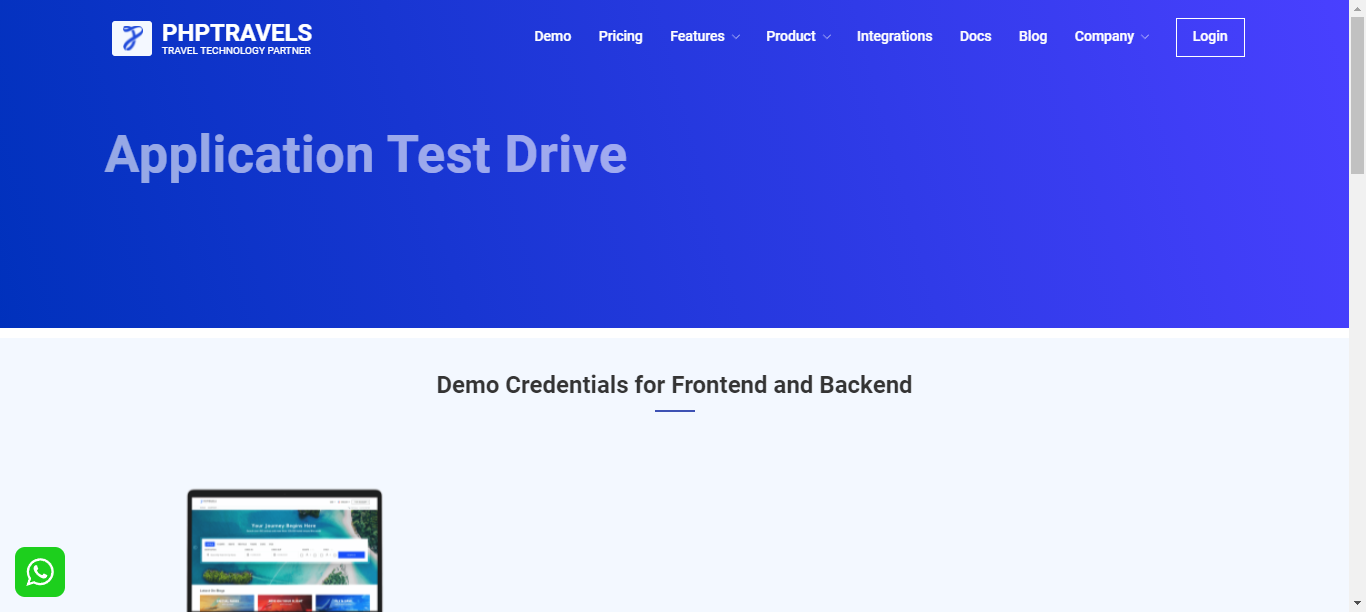 PHPTRAVELS
TRAVEL TECHNOLOGY PARTNER
Demo Pricing Features Product Integrations Docs Blog Company Login
Application Test Drive
Demo Credentials for Frontend and Backend
Your Journey Begins Here